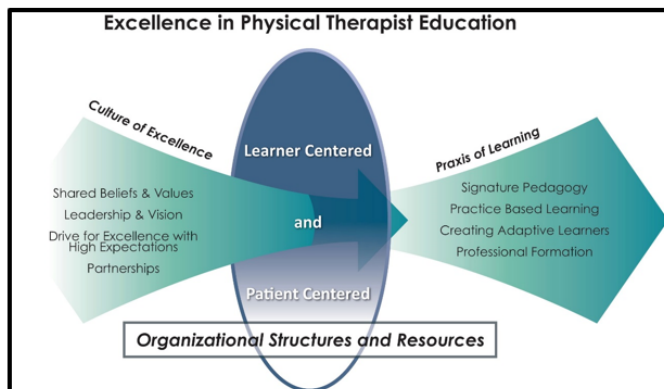 Excellence in Physical Therapist Education
Culture of Excellence
Shared Beliefs & Values
Leadership & Vision
Drive for Excellence with
High Expectations
Partnerships
Learner Centered
and
Patient Centered
Praxis of Learning
Signature Pedagogy
Practice Based Learning
Creating Adaptive Learners
Professional Formation
Organizational Structures and Resources